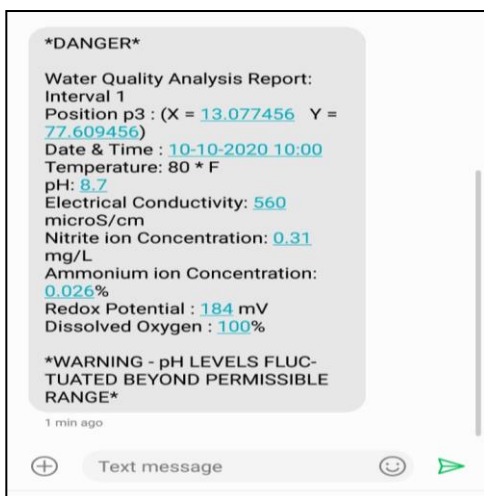 *DANGER*
Water Quality Analysis Report:
Interval 1
Position p3 : (X = 13.077456 Y =
77.609456)
Date & Time : 10-10-2020 10:00
Temperature: 80 * F
pH: 8.7
Electrical Conductivity: 560
microS/cm
Nitrite ion Concentration: 0.31
mg/L
Ammonium ion Concentration:
0.026%
Redox Potential : 184 mV
Dissolved Oxygen : 100%
*WARNING - pH LEVELS FLUC-
TUATED BEYOND PERMISSIBLE
RANGE*
1 min ago
Text message